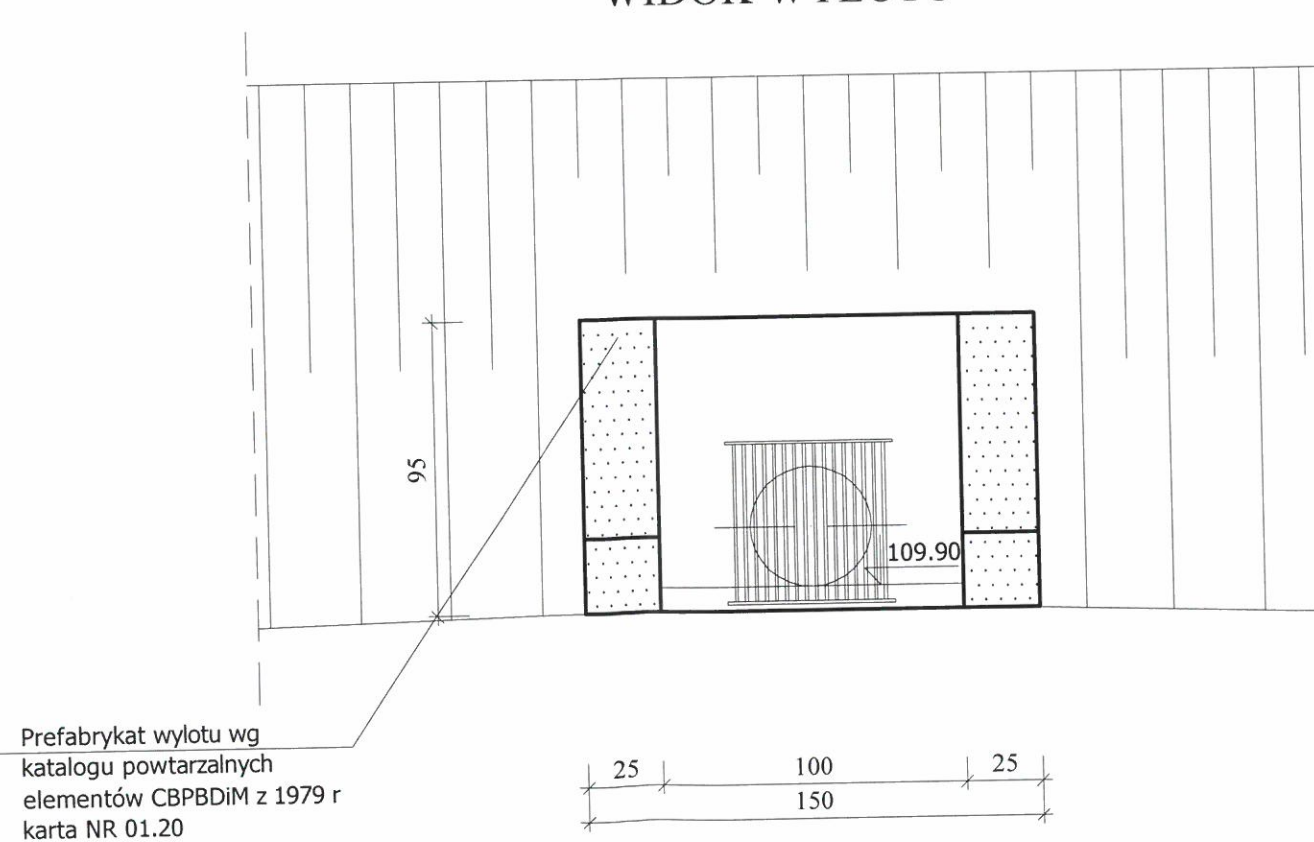 95
109.90
Prefabrykat wylotu wg
katalogu powtarzalnych
elementów CBPBDiM z 1979 r
karta NR 01.20
25 100 25
150